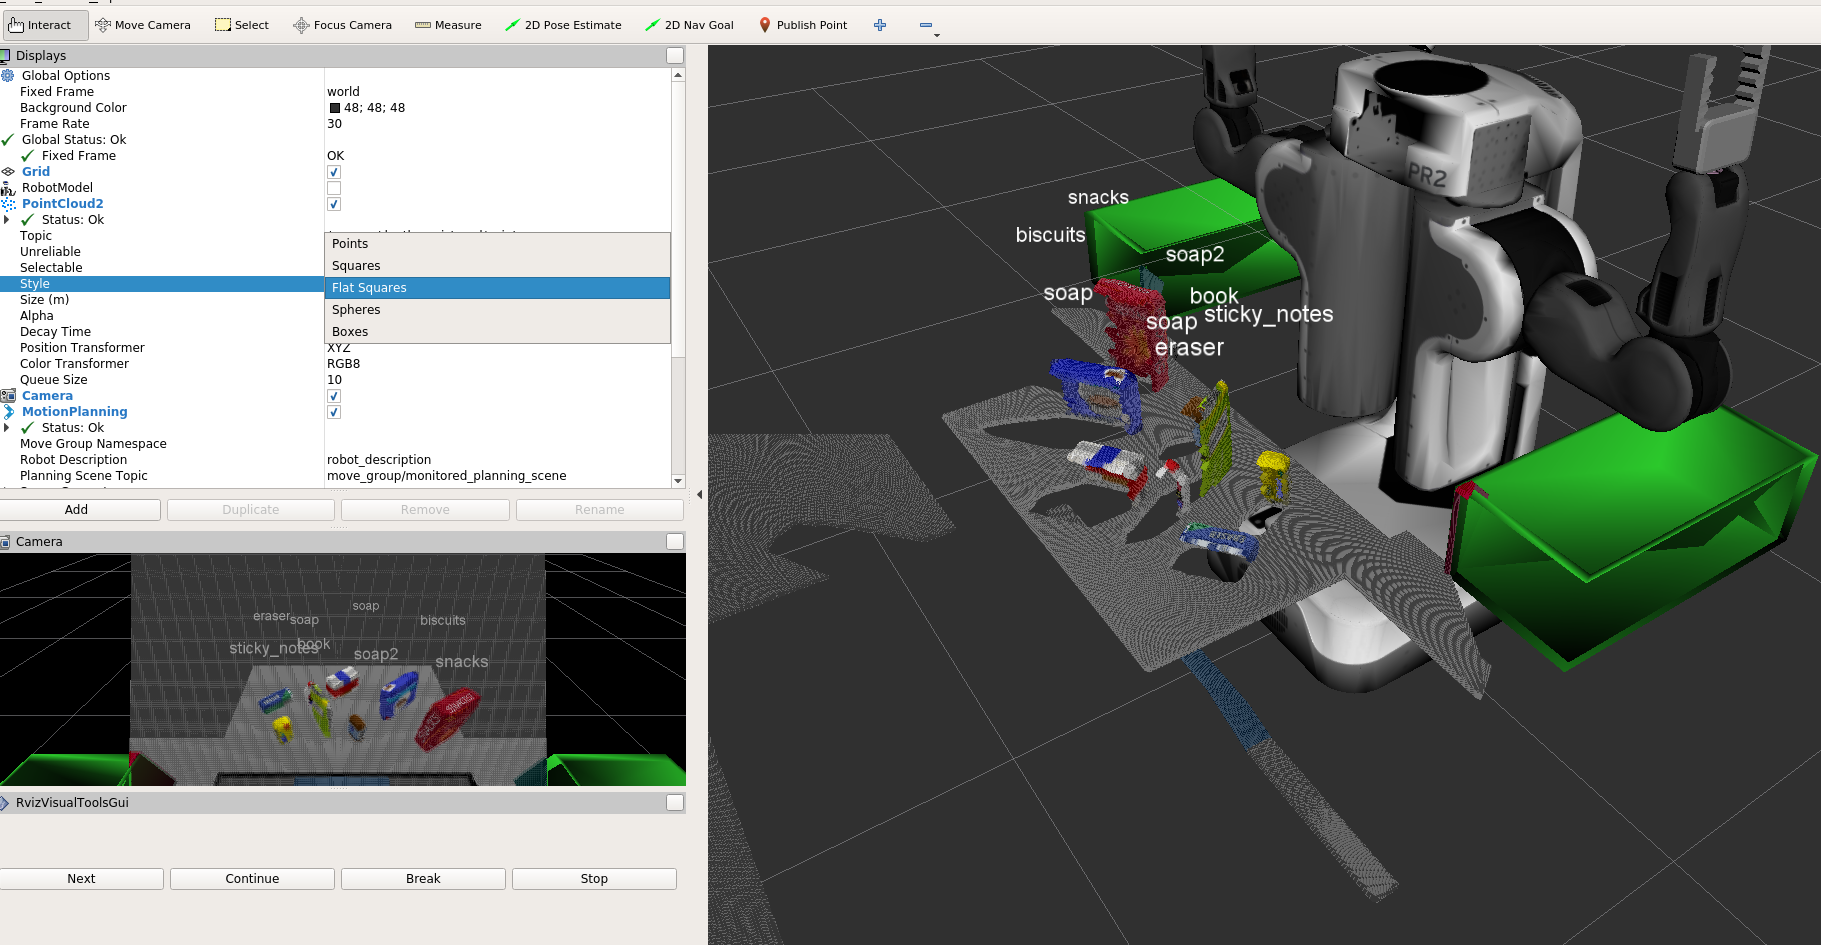 Interact Move Camera Select Focus Camera Measure 2D Pose Estimate 2D Nav Goal Publish Point
Displays
Global Options
Fixed Frame world
Background Color 48; 48; 48
Frame Rate 30
Global Status: Ok
Fixed Frame OK
Grid
RobotModel
PointCloud2
Status: Ok
Topic
Unreliable
Selectable
Style
Size (m)
Alpha
Decay Time
Points
Squares
Flat Squares
Spheres
Boxes
Position Transformer XYZ
Color Transformer RGB8
Queue Size 10
Camera
MotionPlanning
Status: Ok
Move Group Namespace
Robot Description robot_description
Planning Scene Topic move_group/monitored_planning_scene
Add Duplicate Remove Rename
Camera
soap
eraser
soap
biscuits
book
sticky_notes
soap2
snacks
RvizVisualToolsGui
Next Continue Break Stop
PR2
snacks
biscuits
soap2
soap
book
sticky_notes
soap
eraser